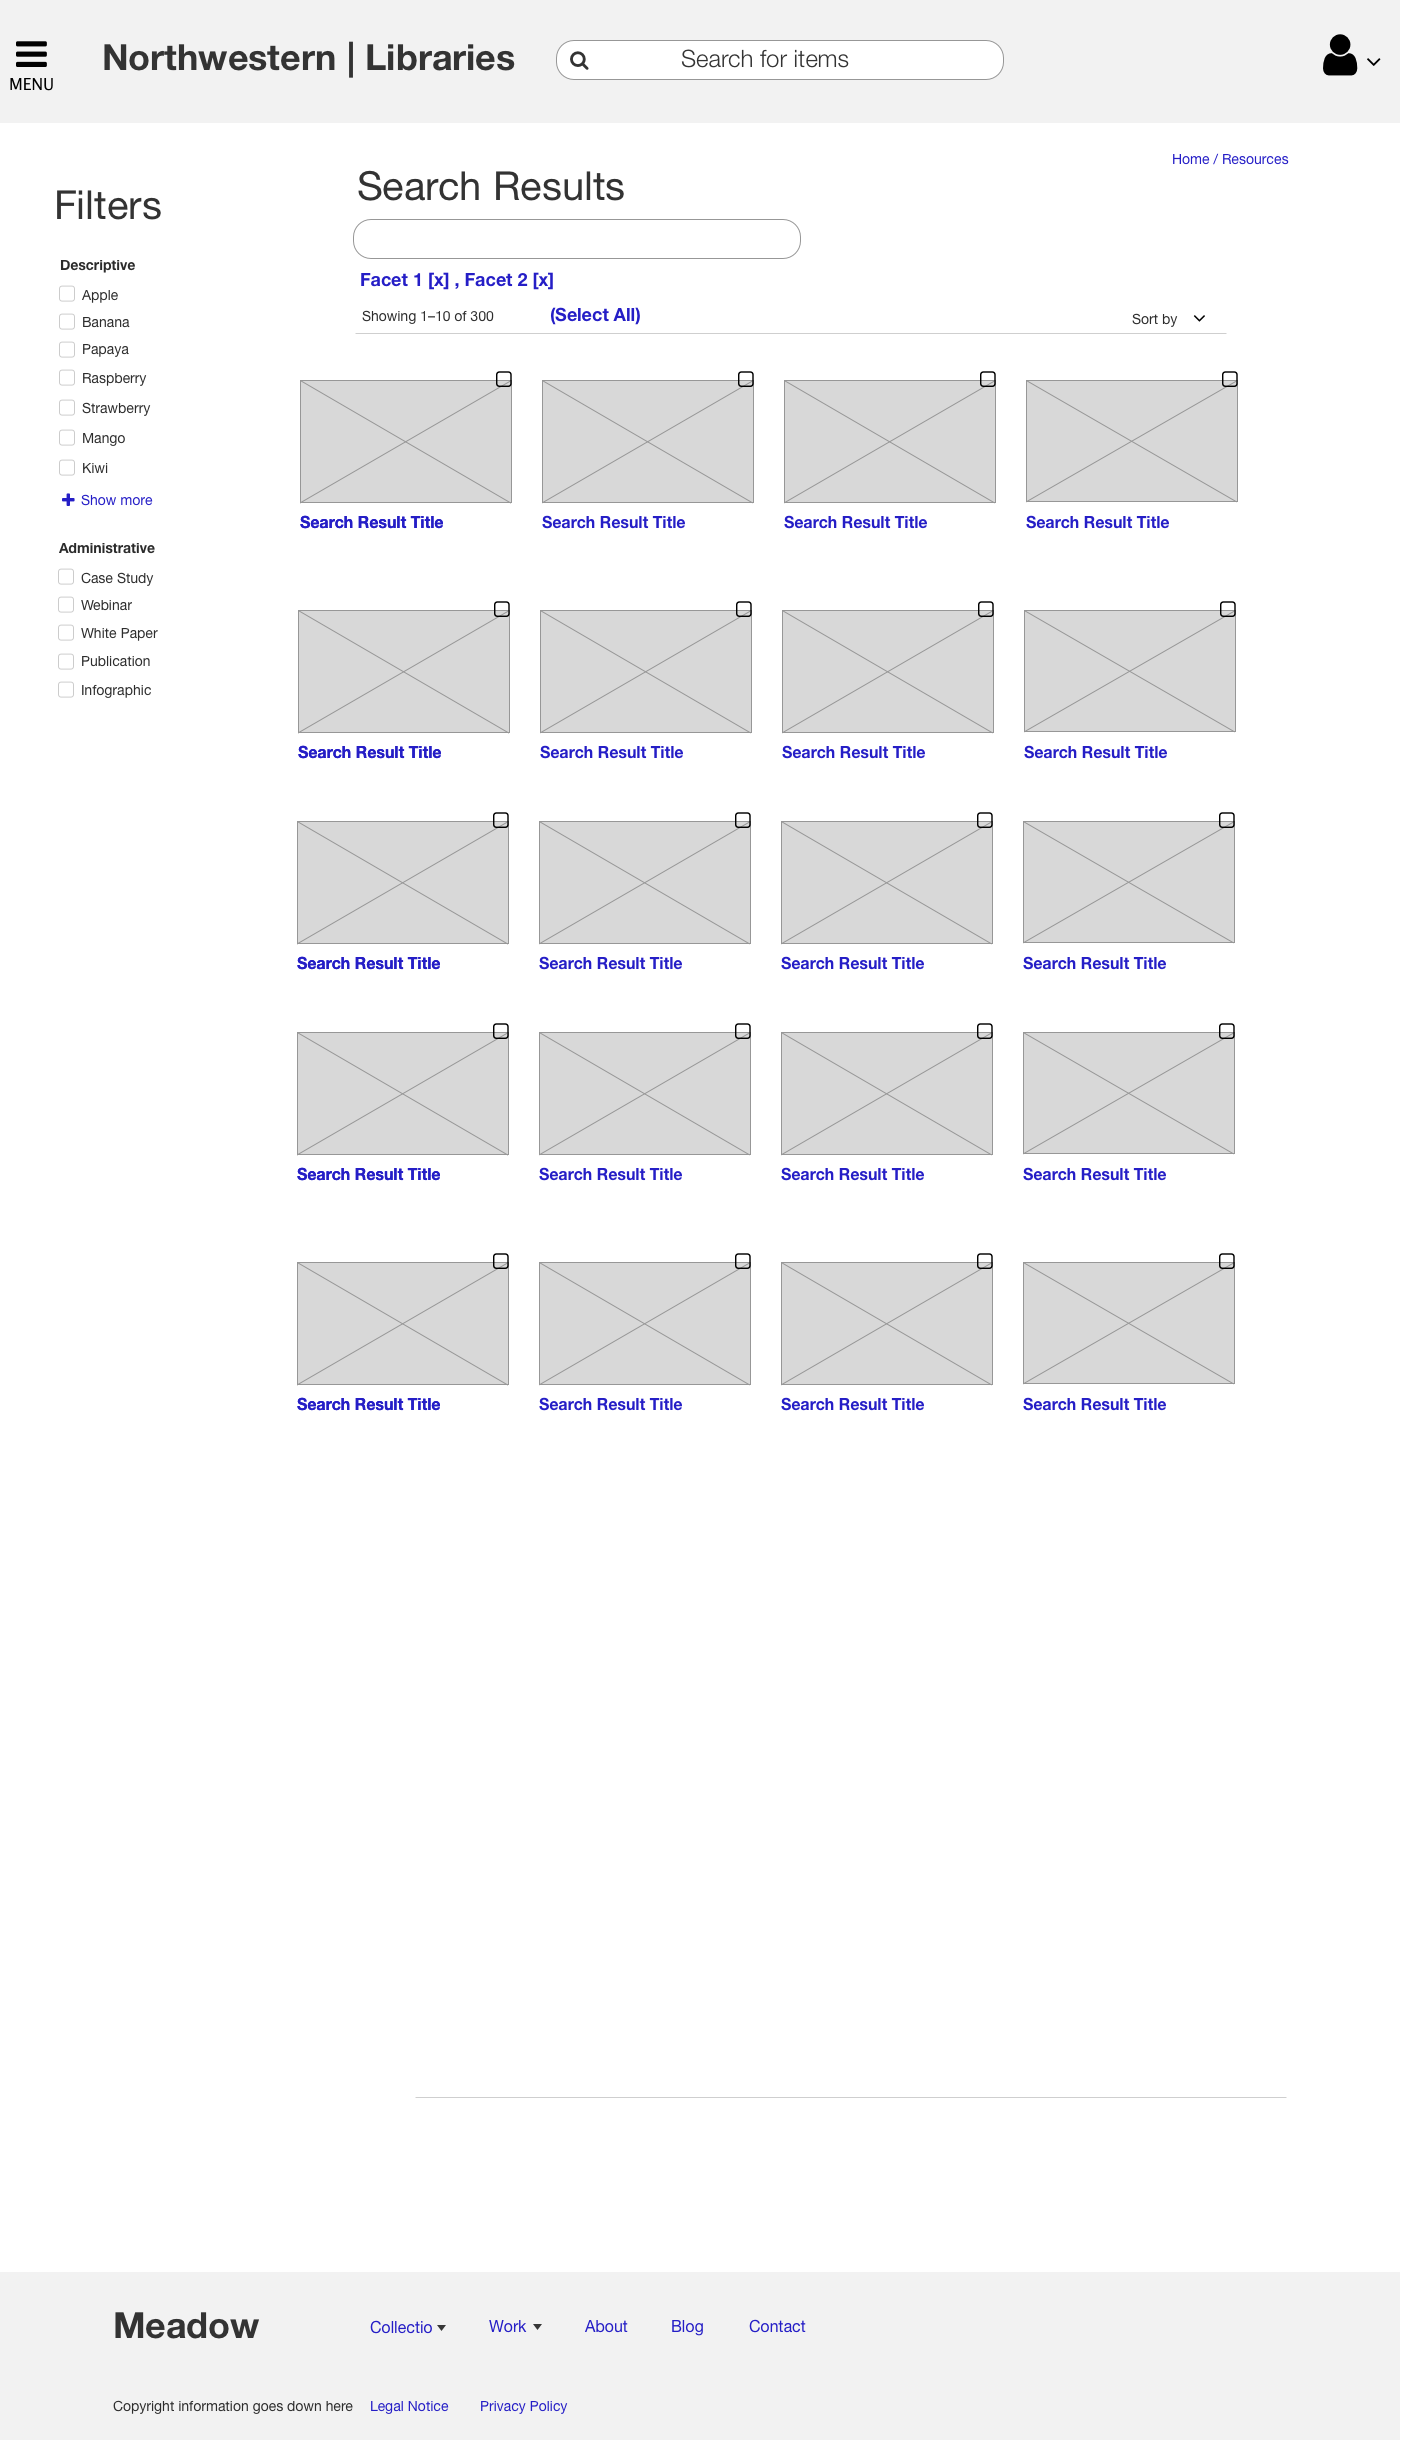 MENU
Northwestern | Libraries
Search for items
Home / Resources
Search Results
Filters
Facet 1 [x] , Facet 2 [x]
Showing 1–10 of 300 (Select All)
Sort by
Descriptive
Apple
Banana
Papaya
Raspberry
Strawberry
Mango
Kiwi
Show more
Administrative
Case Study
Webinar
White Paper
Publication
Infographic
Search Result Title Search Result Title Search Result Title Search Result Title
Search Result Title Search Result Title Search Result Title Search Result Title
Search Result Title Search Result Title Search Result Title Search Result Title
Search Result Title Search Result Title Search Result Title Search Result Title
Search Result Title Search Result Title Search Result Title Search Result Title
Meadow
Collectio Work About Blog Contact
Copyright information goes down here Legal Notice Privacy Policy